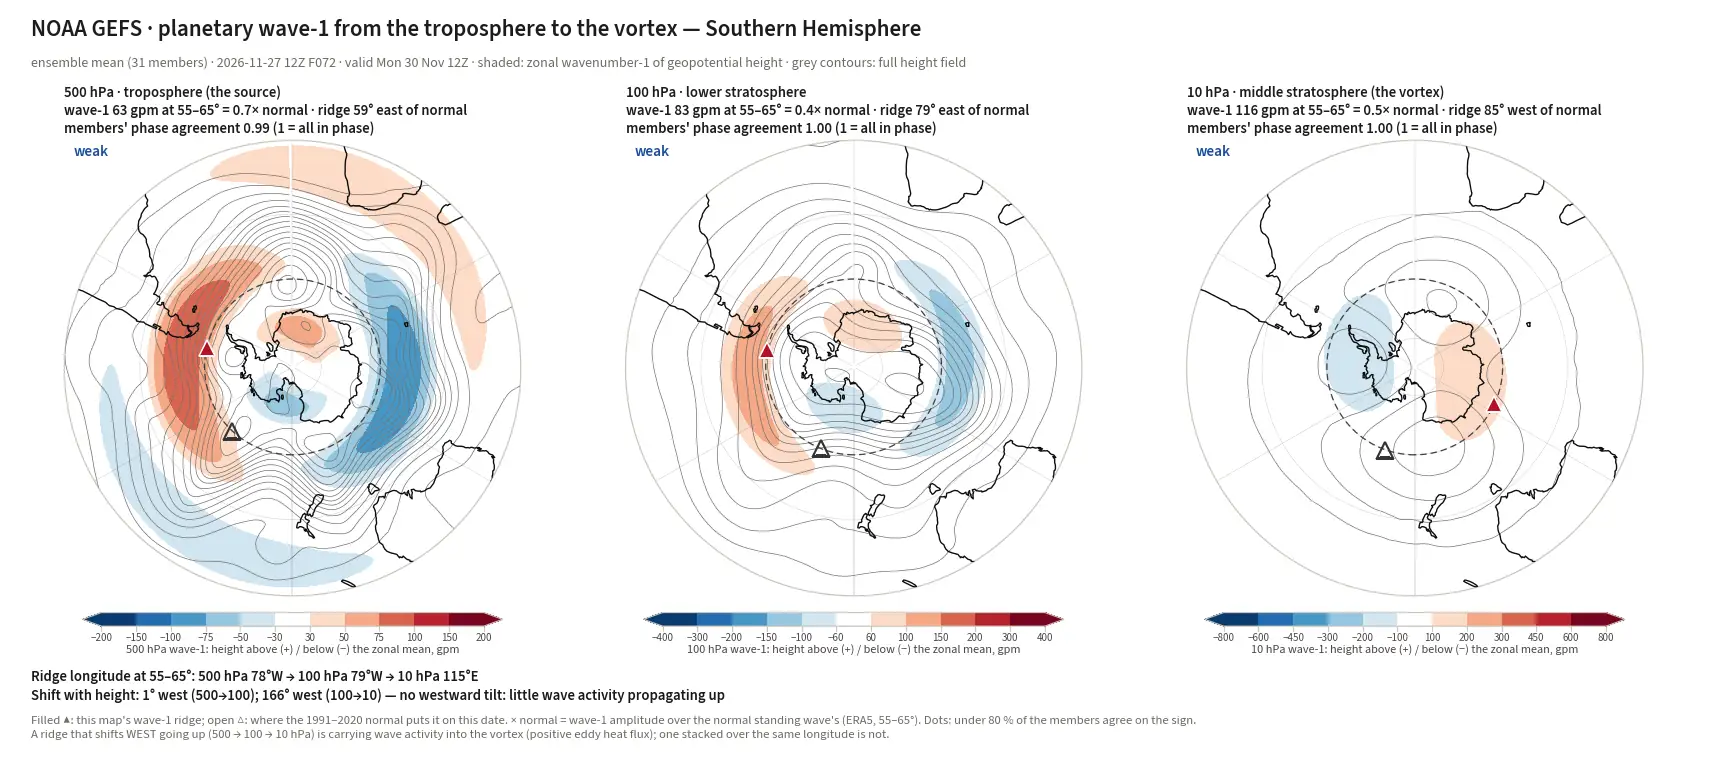 NOAA GEFS · planetary wave-1 from the troposphere to the vortex — Southern Hemisphere
ensemble mean (31 members) · 2026-11-27 12Z F072 · valid Mon 30 Nov 12Z · shaded: zonal wavenumber-1 of geopotential height · grey contours: full height field
500 hPa · troposphere (the source)
wave-1 63 gpm at 55–65° = 0.7× normal · ridge 59° east of normal
members' phase agreement 0.99 (1 = all in phase)
weak
100 hPa · lower stratosphere
wave-1 83 gpm at 55–65° = 0.4× normal · ridge 79° east of normal
members' phase agreement 1.00 (1 = all in phase)
weak
10 hPa · middle stratosphere (the vortex)
wave-1 116 gpm at 55–65° = 0.5× normal · ridge 85° west of normal
members' phase agreement 1.00 (1 = all in phase)
weak
−200 −150 −100 −75 −50 −30 30 50 75 100 150 200
500 hPa wave-1: height above (+) / below (−) the zonal mean, gpm
−400 −300 −200 −150 −100 −60 60 100 150 200 300 400
100 hPa wave-1: height above (+) / below (−) the zonal mean, gpm
−800 −600 −450 −300 −200 −100 100 200 300 450 600 800
10 hPa wave-1: height above (+) / below (−) the zonal mean, gpm
Ridge longitude at 55–65°: 500 hPa 78°W → 100 hPa 79°W → 10 hPa 115°E
Shift with height: 1° west (500→100); 166° west (100→10) — no westward tilt: little wave activity propagating up
Filled ▲: this map's wave-1 ridge; open △: where the 1991–2020 normal puts it on this date. × normal = wave-1 amplitude over the normal standing wave's (ERA5, 55–65°). Dots: under 80 % of the members agree on the sign.
A ridge that shifts WEST going up (500 → 100 → 10 hPa) is carrying wave activity into the vortex (positive eddy heat flux); one stacked over the same longitude is not.